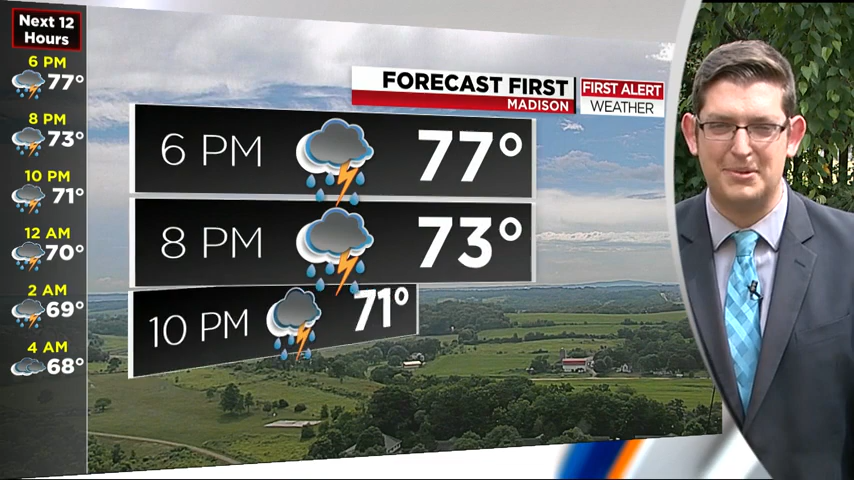 Next 12
Hours
6 PM
77°
8 PM
73°
10 PM
71°
12 AM
70°
2 AM
69°
4 AM
68°
FORECAST FIRST
MADISON
FIRST ALERT
WEATHER
6 PM 77°
8 PM 73°
10 PM 71°